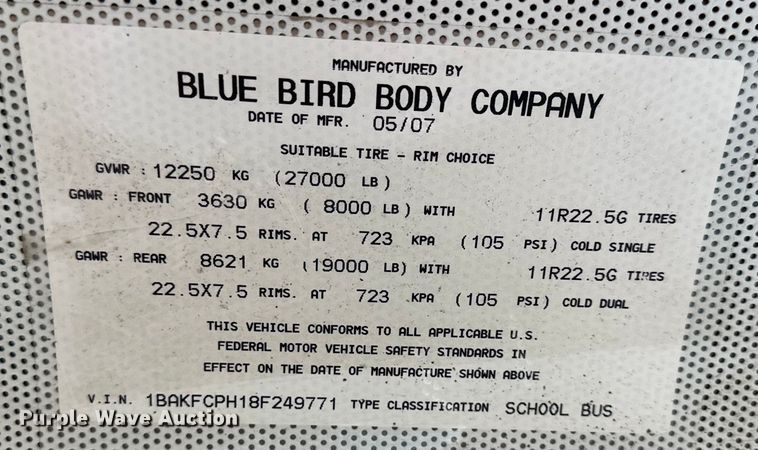 MANUFACTURED BY
BLUE BIRD BODY COMPANY
DATE OF MFR. 05/07
SUITABLE TIRE - RIM CHOICE
GVWR : 12250 KG (27000 LB)
GAWR : FRONT 3630 KG ( 8000 LB) WITH 11R22.5G TIRES
22.5X7.5 RIMS. AT 723 KPA (105 PSI) COLD SINGLE
GAWR : REAR 8621 KG (19000 LB) WITH 11R22.5G TIRES
22.5X7.5 RIMS. AT 723 KPA (105 PSI) COLD DUAL
THIS VEHICLE CONFORMS TO ALL APPLICABLE U.S.
FEDERAL MOTOR VEHICLE SAFETY STANDARDS IN
EFFECT ON THE DATE OF MANUFACTURE SHOWN ABOVE
V.I.N. 1BAKFCPH18F249771 TYPE CLASSIFICATION SCHOOL BUS
Purple Wave Auction